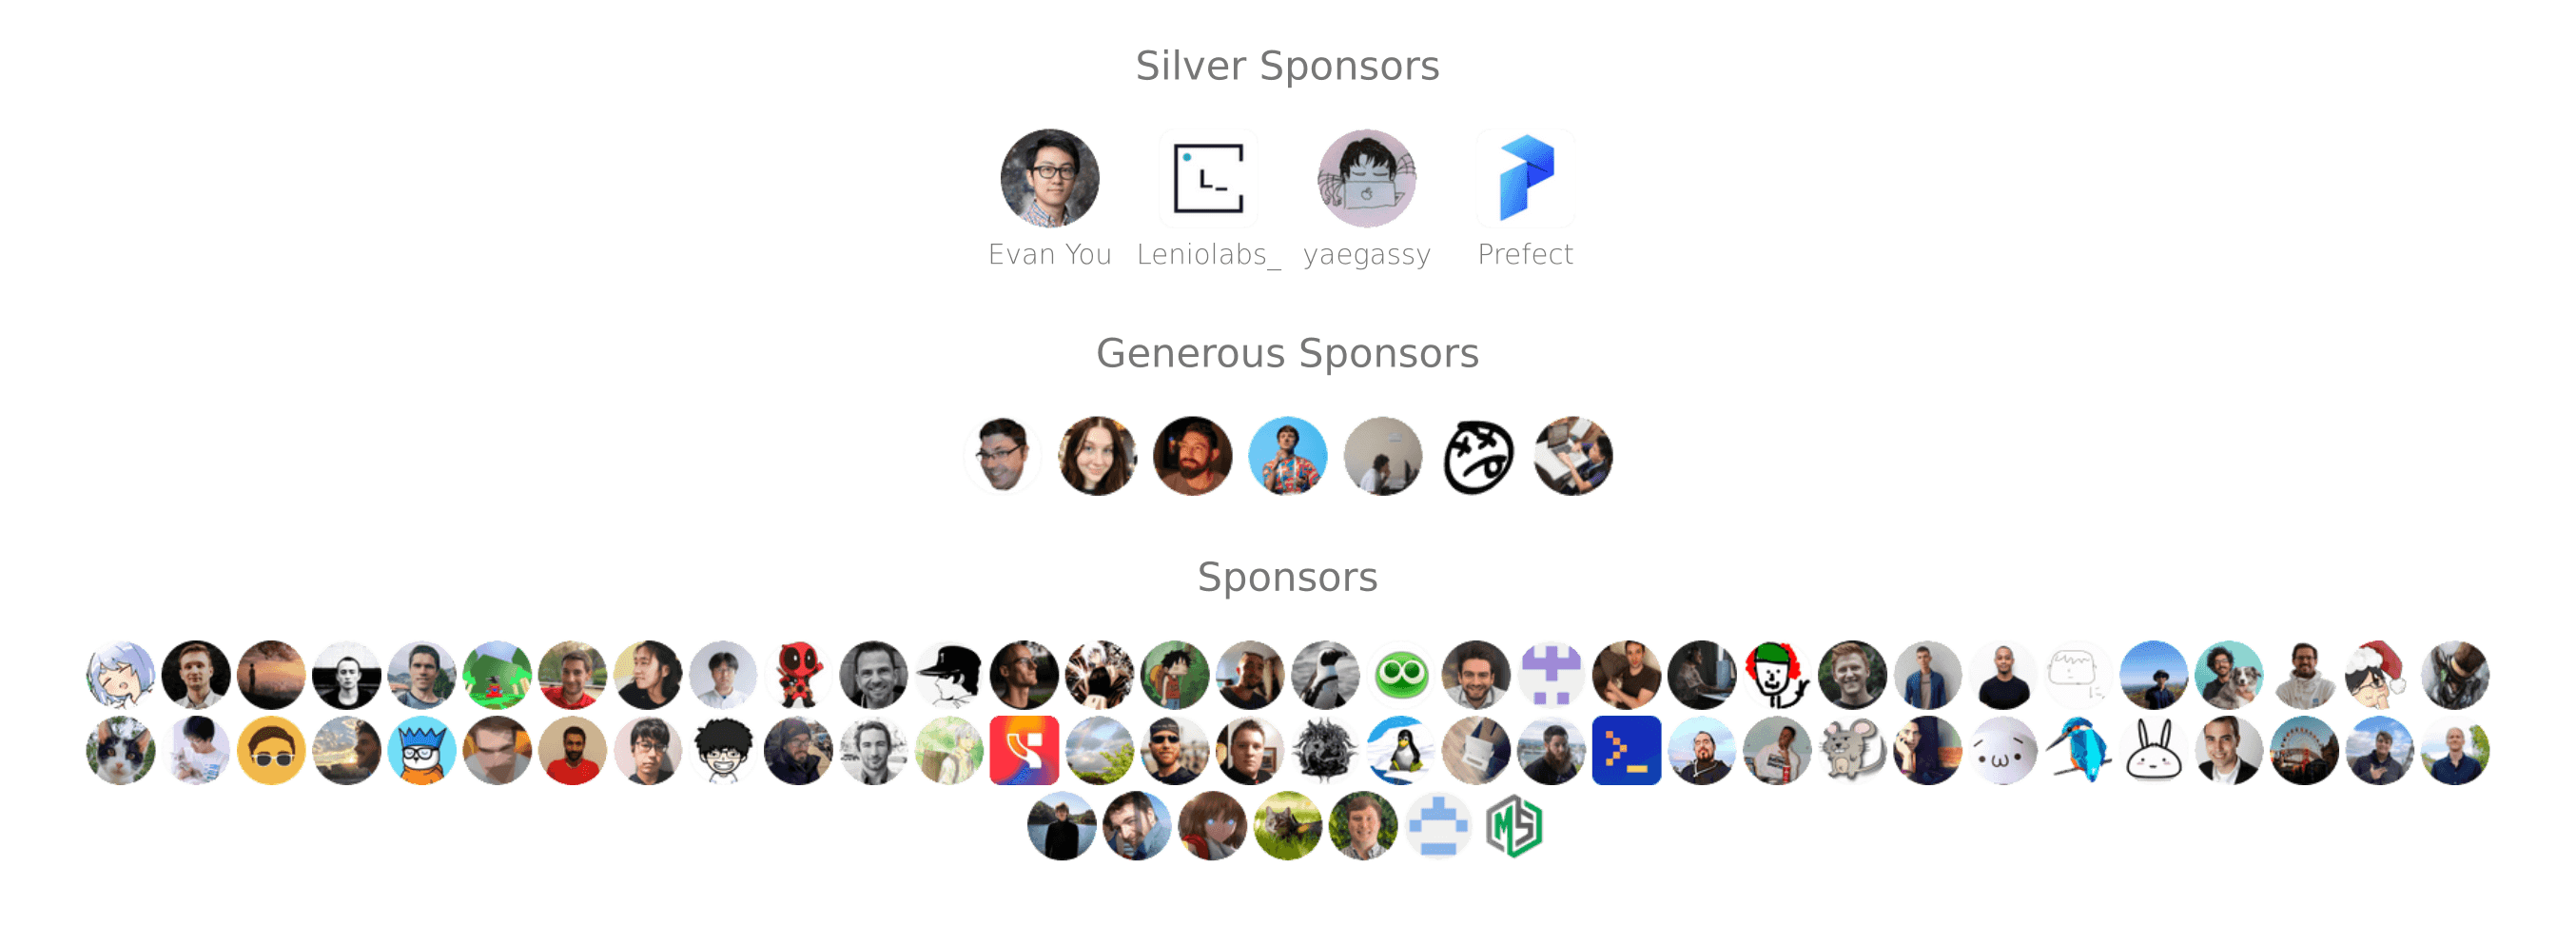 Silver Sponsors
Evan You
Leniolabs_
yaegassy
Prefect
Generous Sponsors
Sponsors